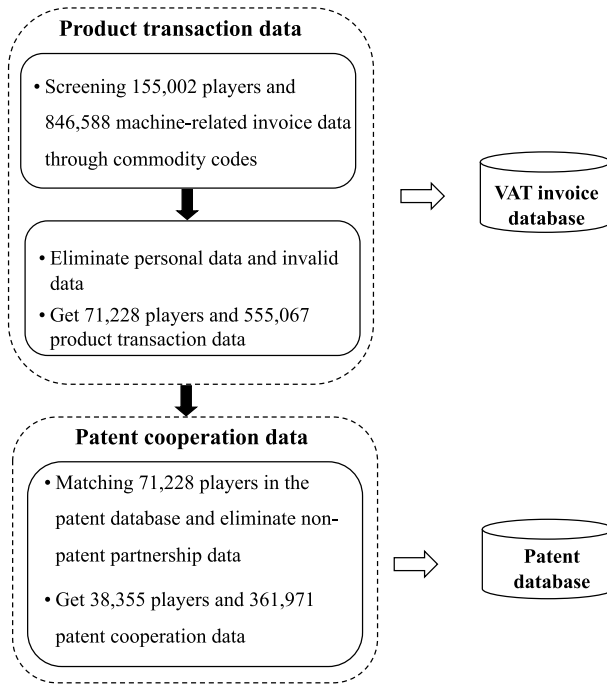 Product transaction data
• Screening 155,002 players and
846,588 machine-related invoice data
through commodity codes
VAT invoice
database
• Eliminate personal data and invalid
data
• Get 71,228 players and 555,067
product transaction data
Patent cooperation data
• Matching 71,228 players in the
patent database and eliminate non-
patent partnership data
• Get 38,355 players and 361,971
patent cooperation data
Patent
database